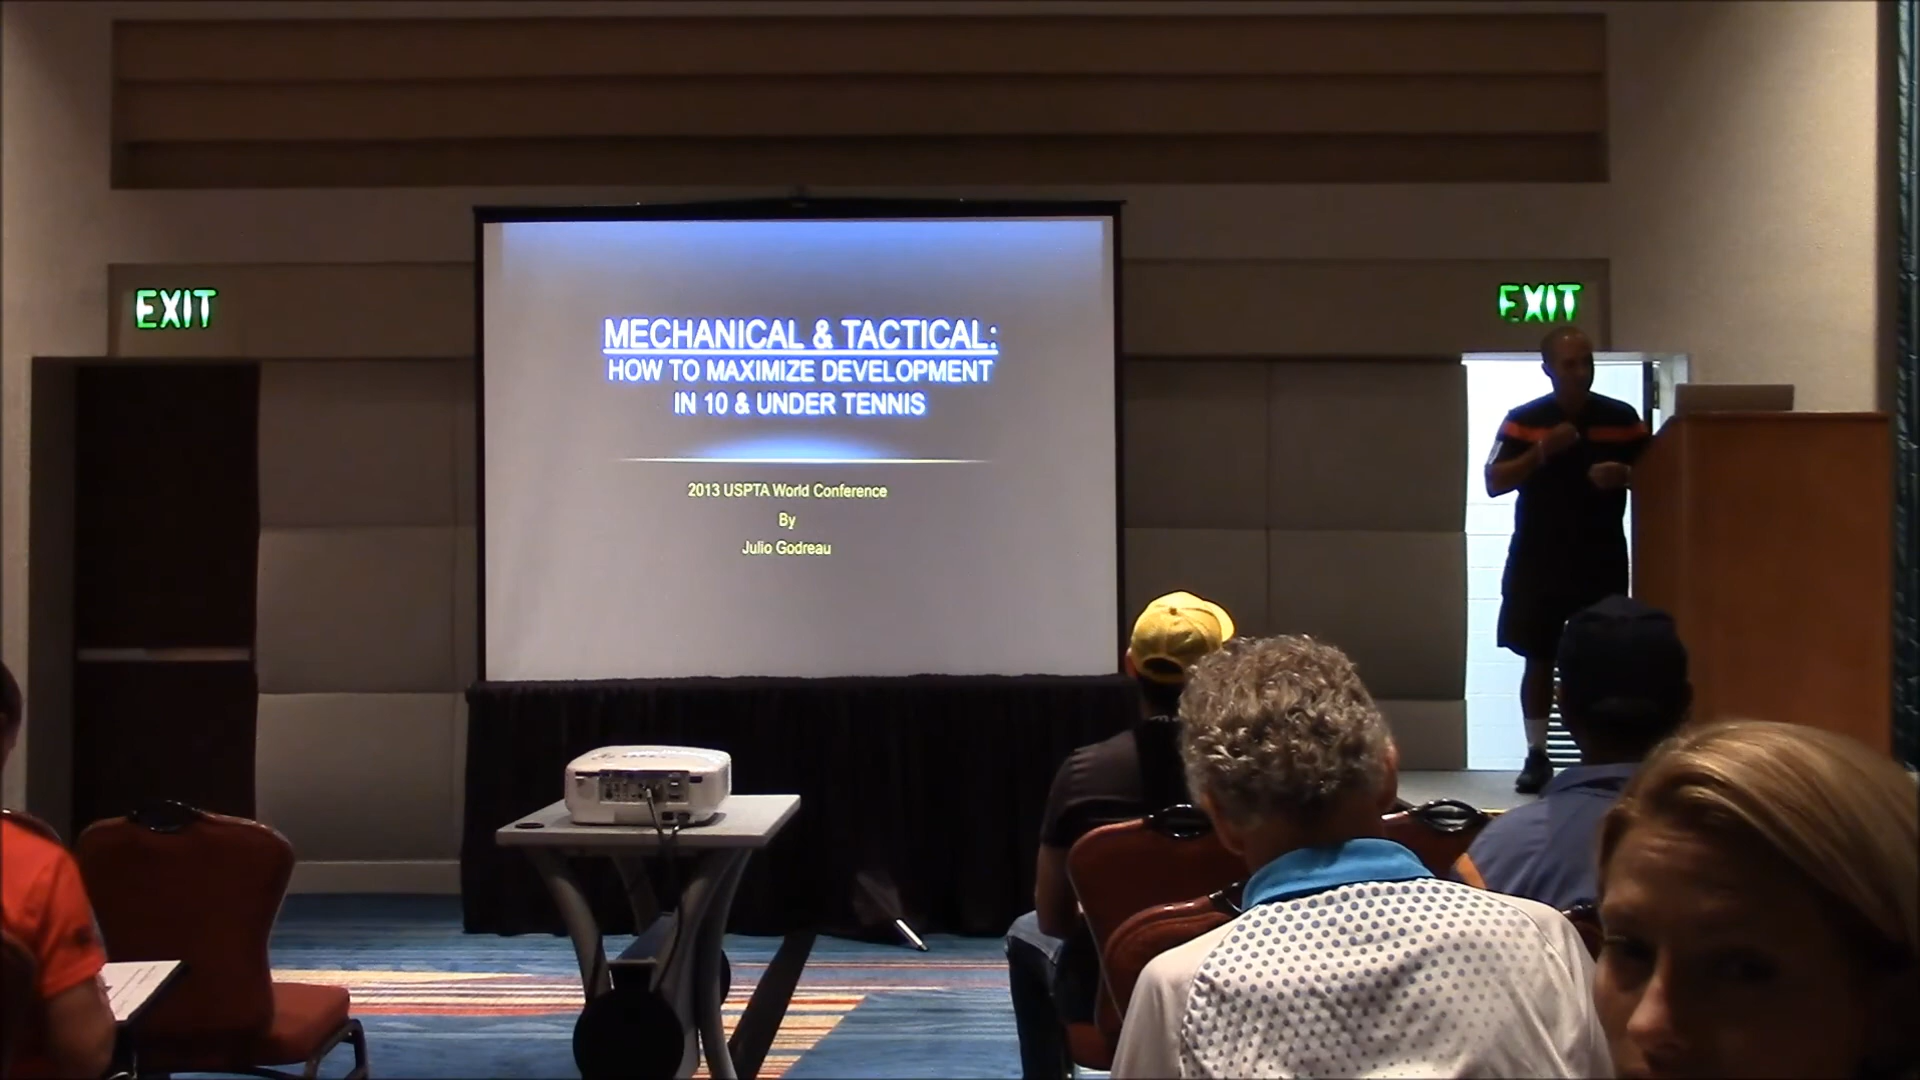 EXIT
EXIT
MECHANICAL & TACTICAL:
HOW TO MAXIMIZE DEVELOPMENT
IN 10 & UNDER TENNIS
2013 USPTA World Conference
By
Julio Godreau